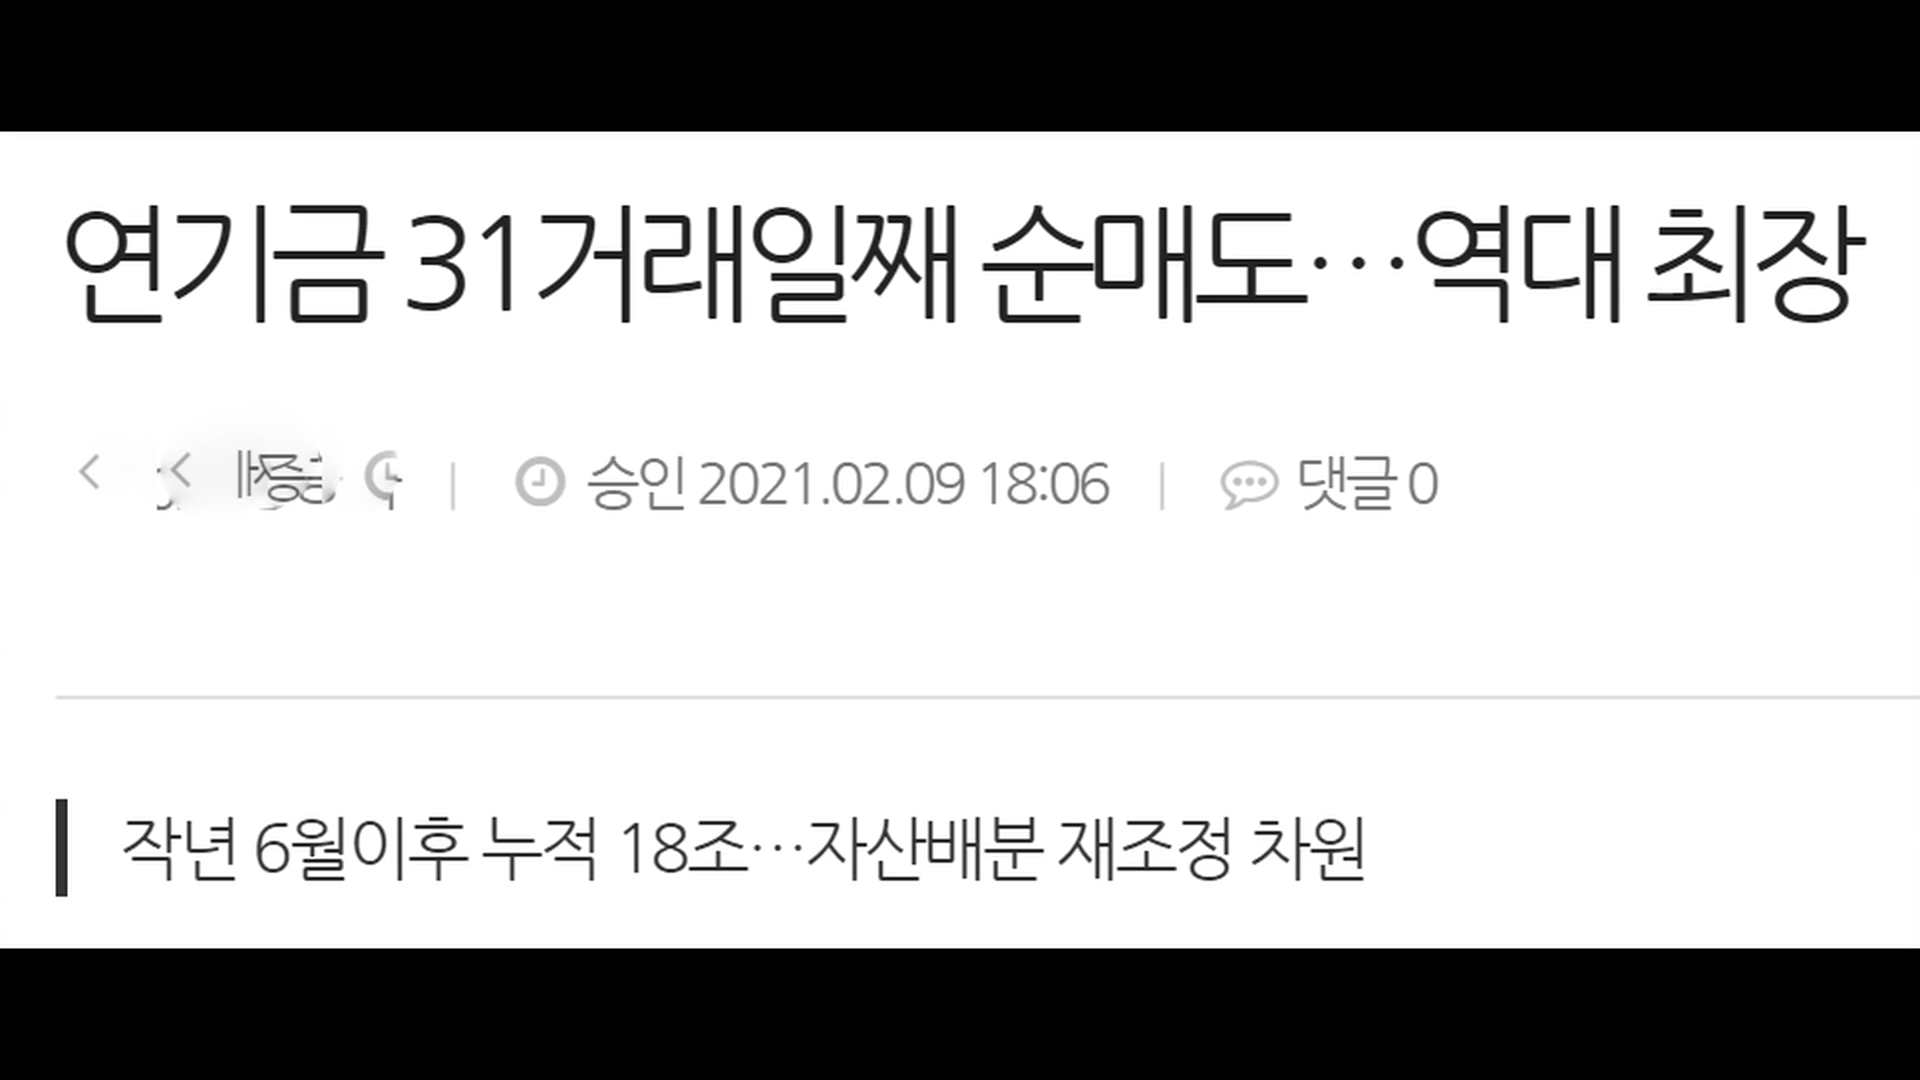 연기금 31거래일째 순매도…역대 최장
승인 2021.02.09 18:06 댓글 0
작년 6월이후 누적 18조…자산배분 재조정 차원